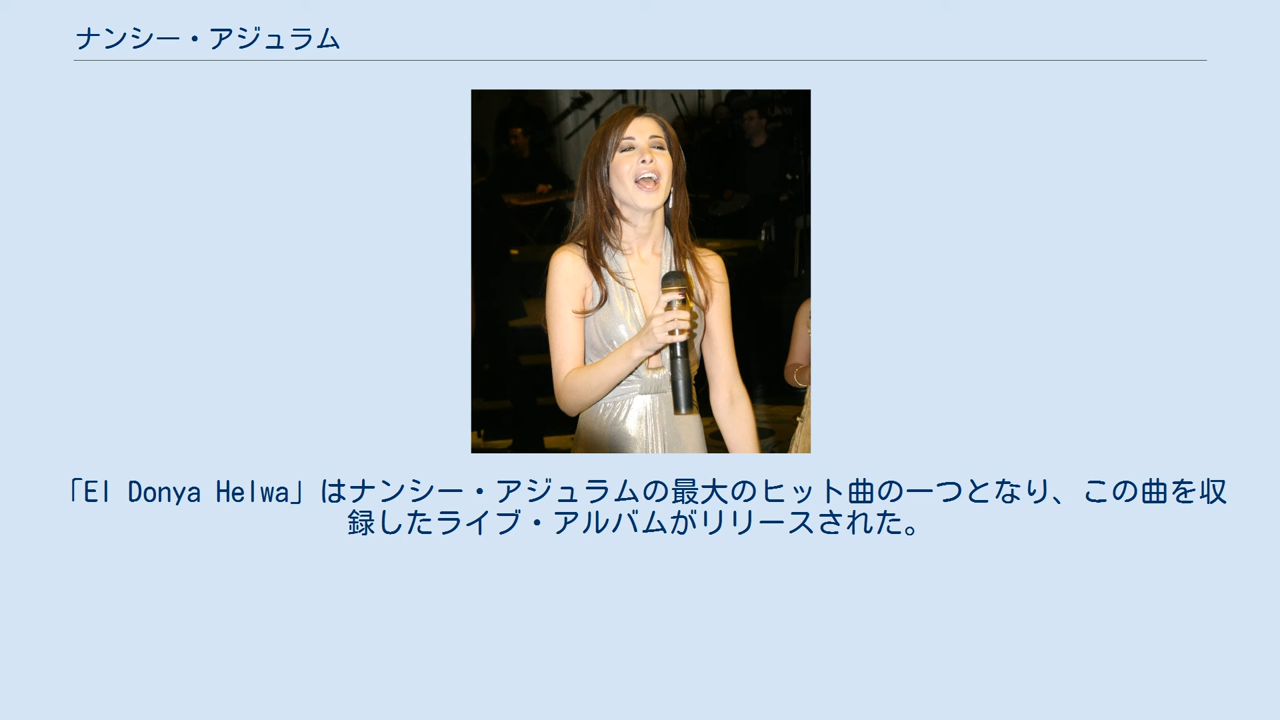 ナンシー・アジュラム
「El Donya Helwa」はナンシー・アジュラムの最大のヒット曲の一つとなり、この曲を収
録したライブ・アルバムがリリースされた。